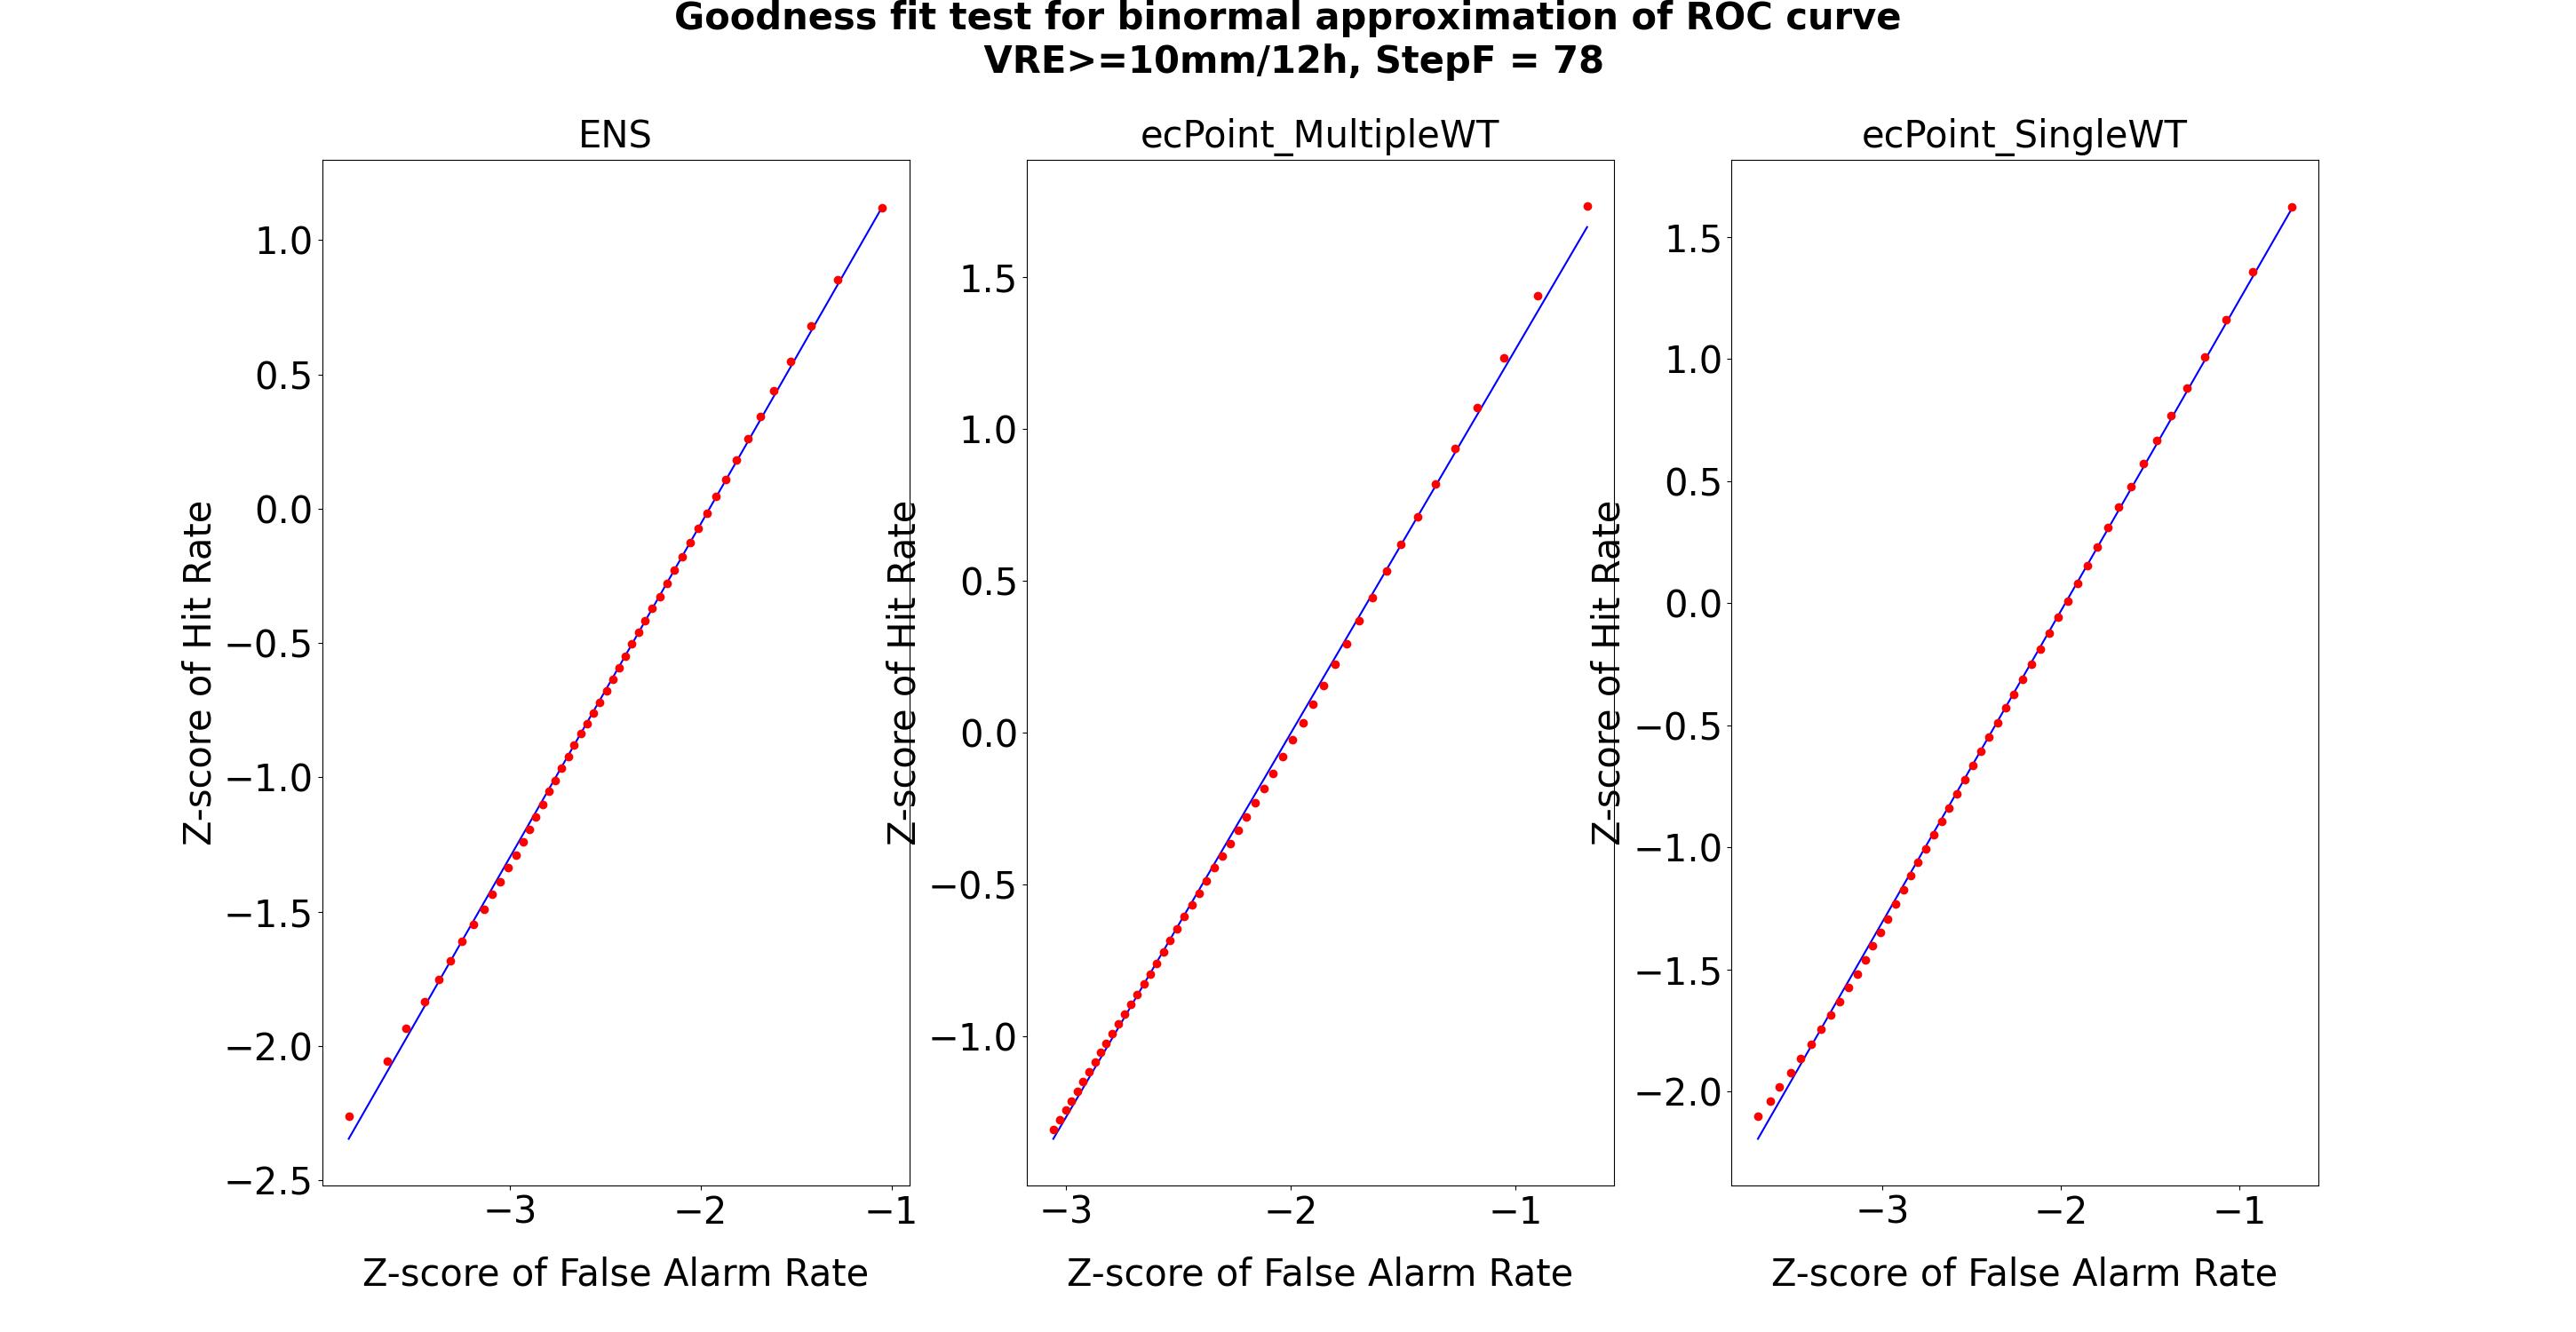 Goodness fit test for binormal approximation of ROC curve
VRE>=10mm/12h, StepF = 78
ENS
1.0
0.5
0.0
−0.5
−1.0
−1.5
−2.0
−2.5
Z-score of Hit Rate
−3
−2
−1
Z-score of False Alarm Rate
ecPoint_MultipleWT
1.5
1.0
0.5
0.0
−0.5
−1.0
Z-score of Hit Rate
−3
−2
−1
Z-score of False Alarm Rate
ecPoint_SingleWT
1.5
1.0
0.5
0.0
−0.5
−1.0
−1.5
−2.0
Z-score of Hit Rate
−3
−2
−1
Z-score of False Alarm Rate